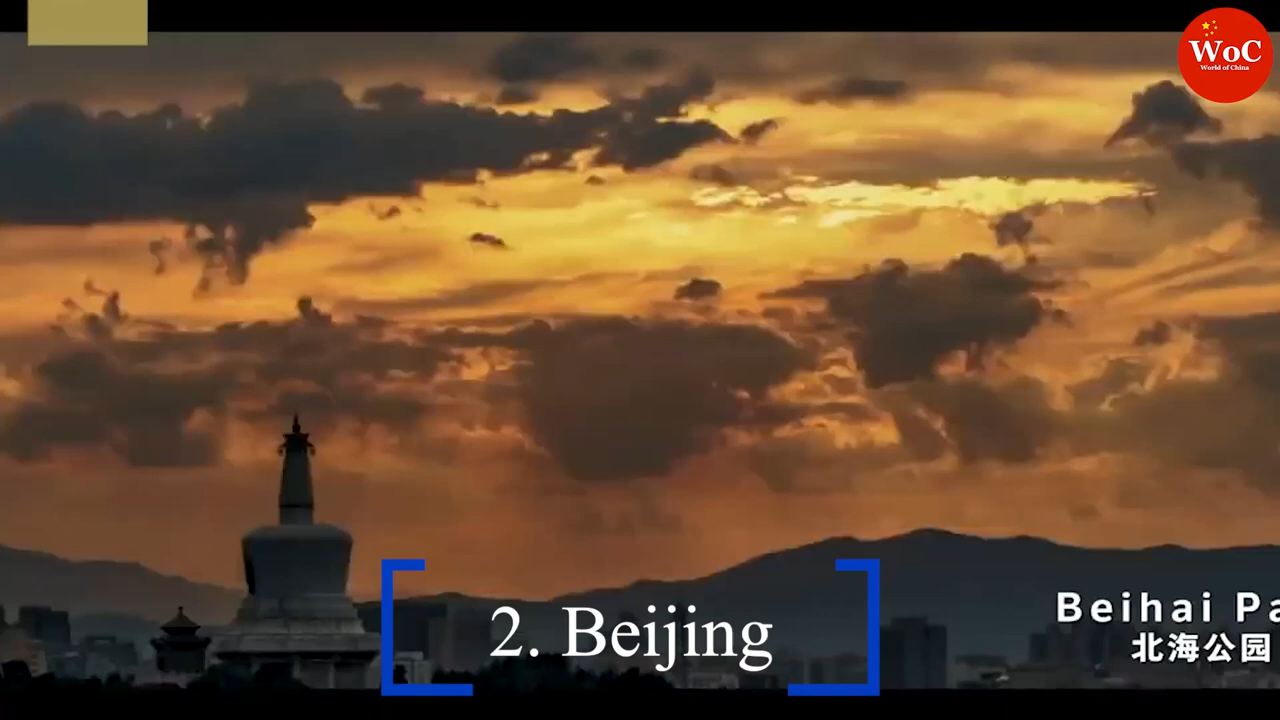 WoC
World of China
2. Beijing
Beihai Pa
北海公园